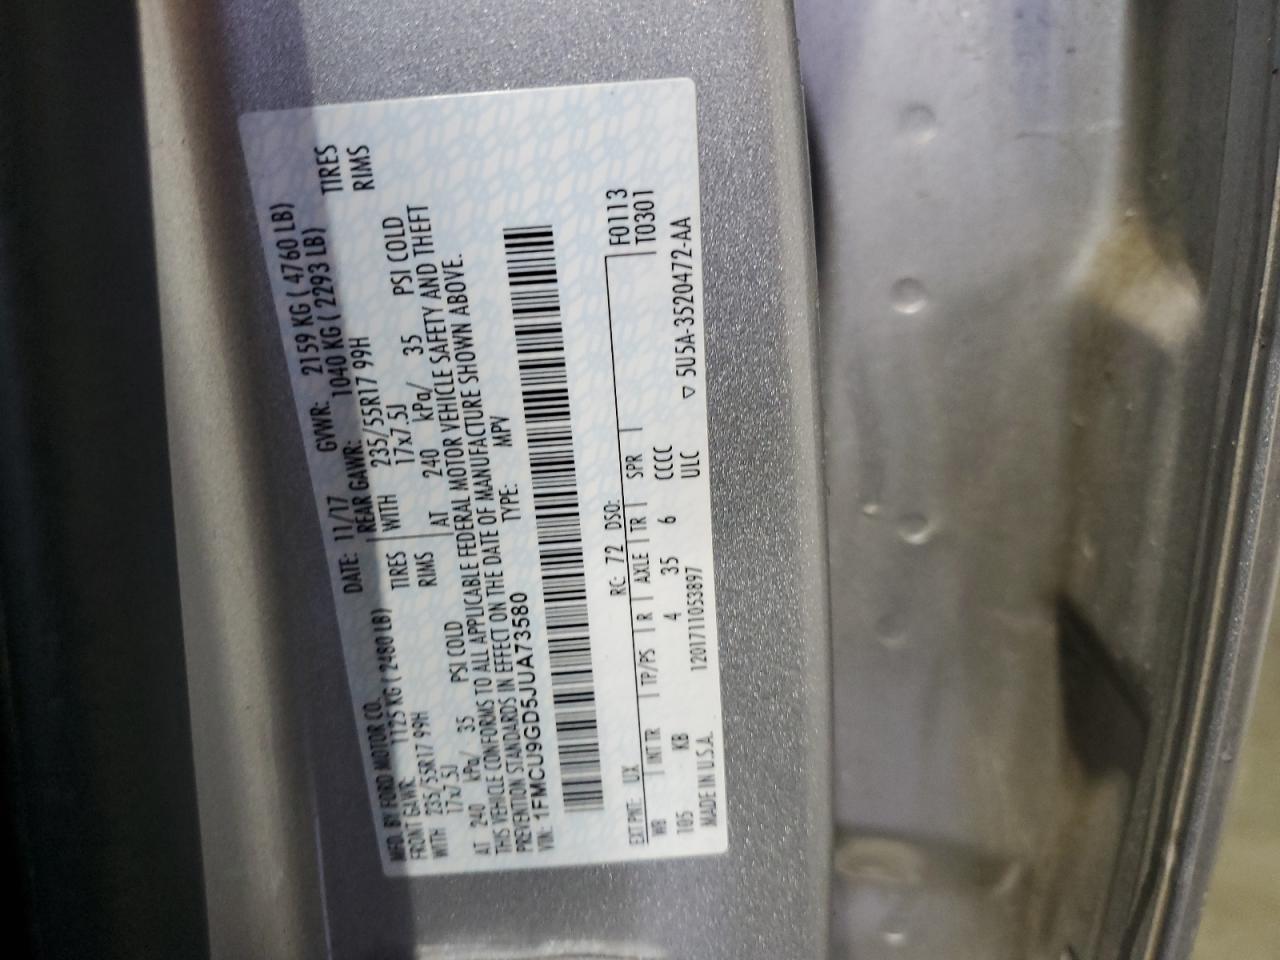 MFD. BY FORD MOTOR CO.
DATE: 11/17 GVWR: 2159 KG ( 4760 LB)
FRONT GAWR: 1125 KG ( 2480 LB) REAR GAWR: 1040 KG ( 2293 LB)
WITH 235/55R17 99H TIRES WITH 235/55R17 99H TIRES
17x7.5J RIMS 17x7.5J RIMS
AT 240 kPa/ 35 PSI COLD AT 240 kPa/ 35 PSI COLD
THIS VEHICLE CONFORMS TO ALL APPLICABLE FEDERAL MOTOR VEHICLE SAFETY AND THEFT
PREVENTION STANDARDS IN EFFECT ON THE DATE OF MANUFACTURE SHOWN ABOVE.
VIN: 1FMCU9GD5JUA73580 TYPE: MPV
F0113
T0301
EXT PNT: UX RC: 72 DSO:
WB INT TR TP/PS R AXLE TR SPR
105 KB 4 35 6 CCCC
ULC
MADE IN U.S.A. 1201711053897 ▽ 5U5A-3520472-AA